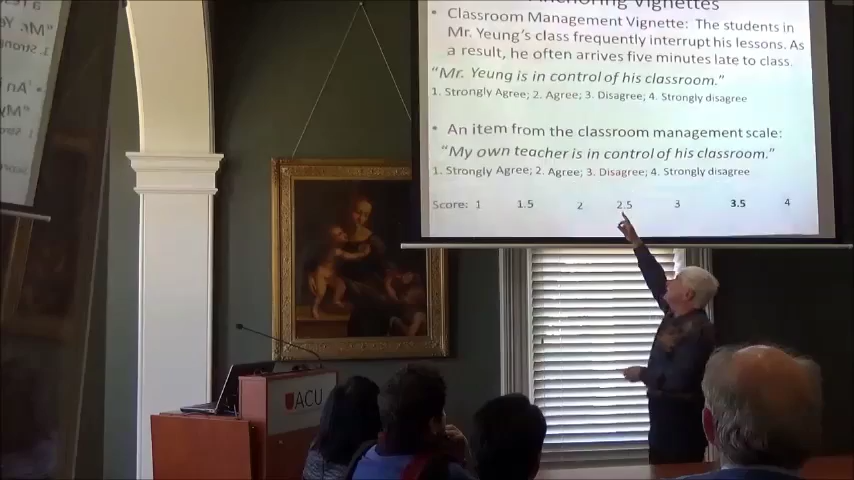 Anchoring Vignettes
• Classroom Management Vignette: The students in
Mr. Yeung's class frequently interrupt his lessons. As
a result, he often arrives five minutes late to class.
"Mr. Yeung is in control of his classroom."
1. Strongly Agree; 2. Agree; 3. Disagree; 4. Strongly disagree
• An item from the classroom management scale:
"My own teacher is in control of his classroom."
1. Strongly Agree; 2. Agree; 3. Disagree; 4. Strongly disagree
Score: 1 1.5 2 2.5 3 3.5 4
ACU